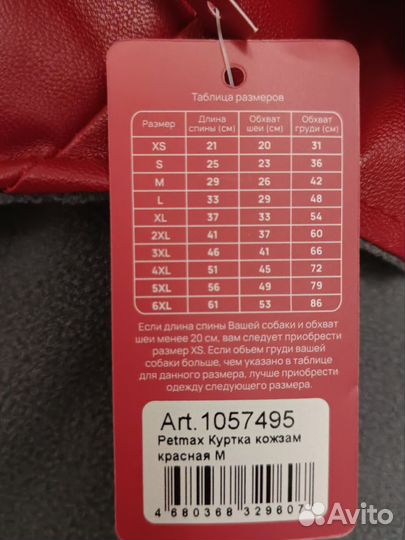 Таблица размеров
Размер Длина спины (см) Обхват шеи (см) Обхват груди (см)
XS 21 20 31
S 25 23 36
M 29 26 42
L 33 29 48
XL 37 33 54
2XL 41 37 60
3XL 46 41 66
4XL 51 45 72
5XL 56 49 79
6XL 61 53 86
Если длина спины Вашей собаки и обхват
шеи менее 20 см, вам следует приобрести
размер XS. Если объем груди вашей
собаки больше, чем указано в таблице
для данного размера, лучше приобрести
одежду следующего размера.
Art.1057495
Petmax Куртка кожзам
красная M
4 680368 329607
Avito